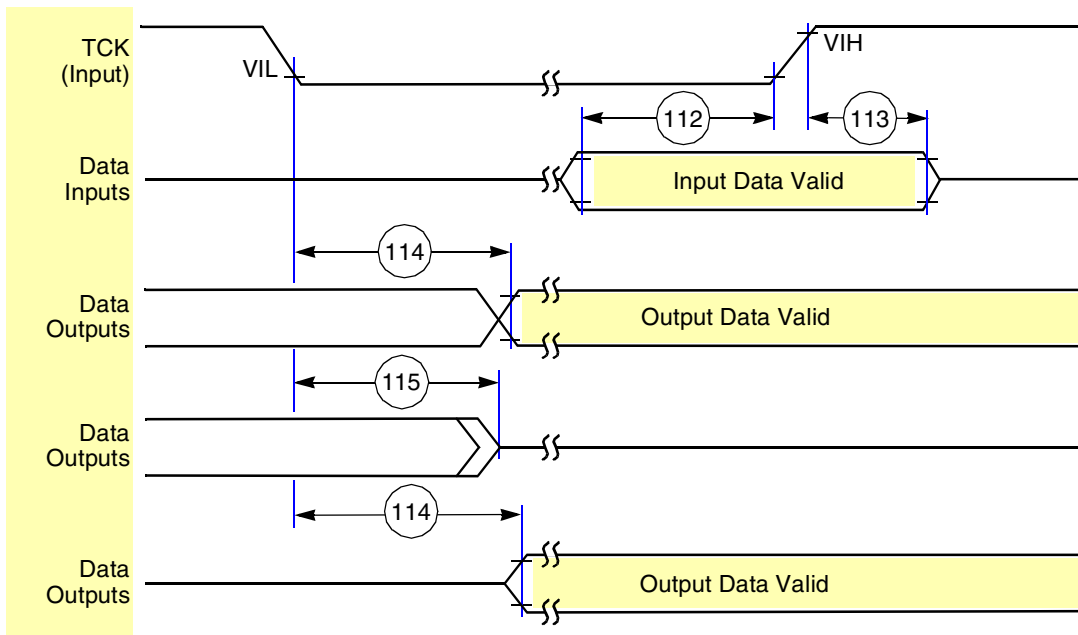 TCK
(Input)
VIL
VIH
112
113
Data
Inputs
Input Data Valid
114
Data
Outputs
Output Data Valid
115
Data
Outputs
114
Data
Outputs
Output Data Valid